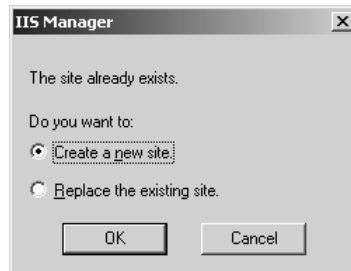 IIS Manager
The site already exists.
Do you want to:
Create a new site.
Replace the existing site.
OK Cancel